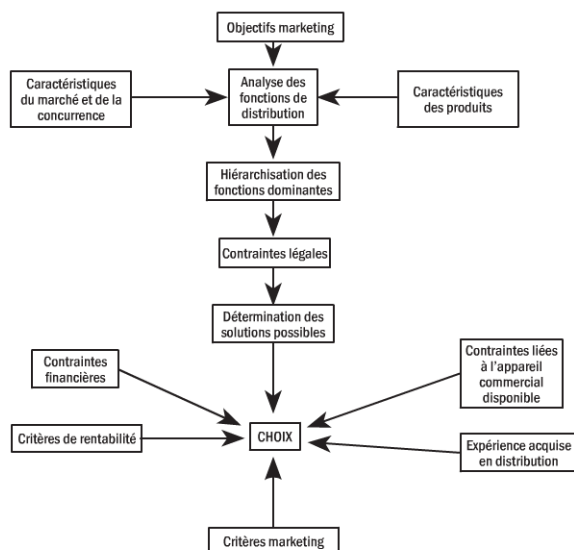 Objectifs marketing
Caractéristiques
du marché et de la
concurrence
Analyse des
fonctions de
distribution
Caractéristiques
des produits
Hiérarchisation des
fonctions dominantes
Contraintes légales
Détermination des
solutions possibles
Contraintes
financières
Contraintes liées
à l'appareil
commercial
disponible
Critères de rentabilité
CHOIX
Expérience acquise
en distribution
Critères marketing